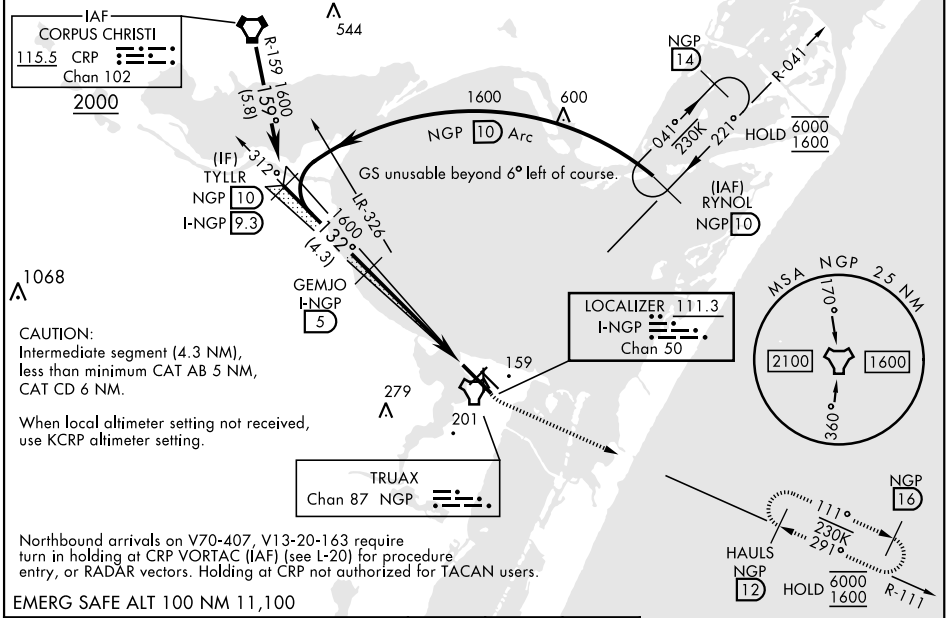 IAF
CORPUS CHRISTI
115.5 CRP
Chan 102
2000
R-159
1600
159°
(5.8)
544
NGP
14
R-041
041°
230K
221°
HOLD 6000
1600
1600
600
NGP 10 Arc
GS unusable beyond 6° left of course.
(IAF)
RYNOL
NGP 10
312°
(IF)
TYLLR
NGP 10
I-NGP 9.3
LR-326
1600
132°
(4.3)
GEMJO
I-NGP
5
1068
CAUTION:
Intermediate segment (4.3 NM),
less than minimum CAT AB 5 NM,
CAT CD 6 NM.
When local altimeter setting not received,
use KCRP altimeter setting.
LOCALIZER 111.3
I-NGP
Chan 50
159
279
201
TRUAX
Chan 87 NGP
MSA NGP 25 NM
170°
2100
1600
360°
NGP
16
111°
230K
291°
HAULS
NGP
12
HOLD 6000
1600
R-111
Northbound arrivals on V70-407, V13-20-163 require
turn in holding at CRP VORTAC (IAF) (see L-20) for procedure
entry, or RADAR vectors. Holding at CRP not authorized for TACAN users.
EMERG SAFE ALT 100 NM 11,100